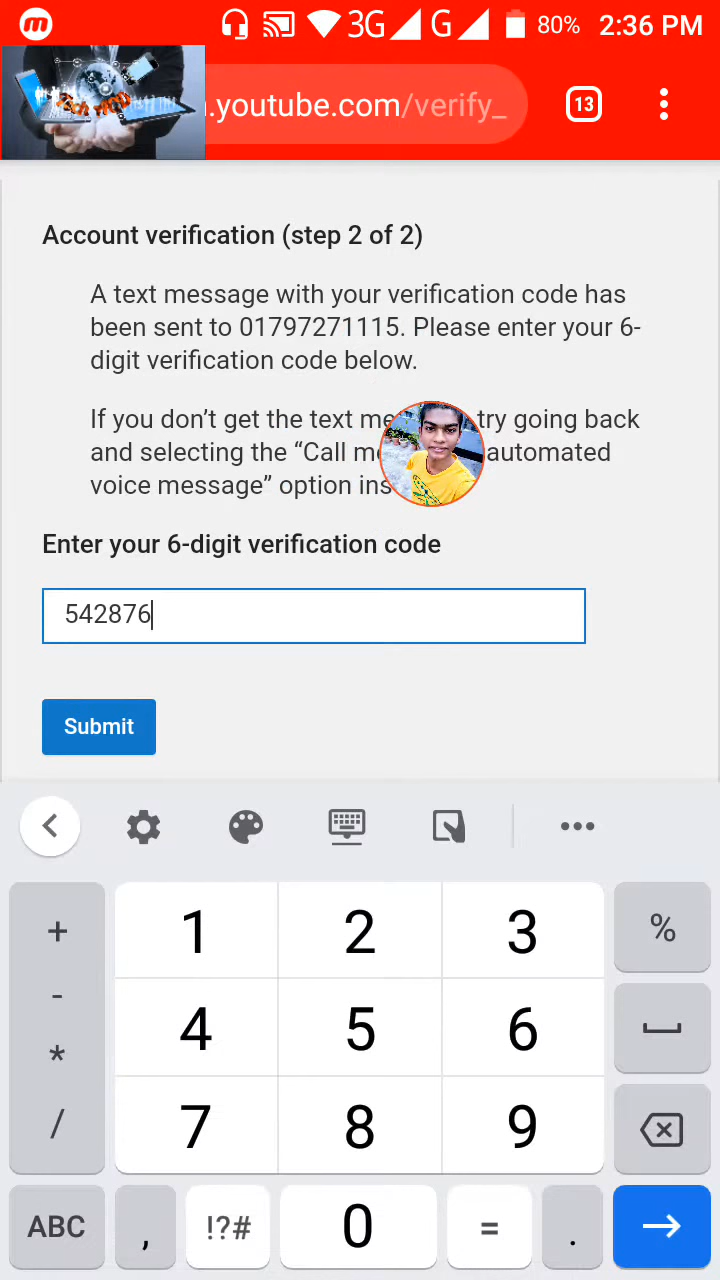 3G G 80% 2:36 PM
.youtube.com/verify_ 13
Account verification (step 2 of 2)
A text message with your verification code has
been sent to 01797271115. Please enter your 6-
digit verification code below.
If you don’t get the text me try going back
and selecting the “Call m automated
voice message” option ins
Enter your 6-digit verification code
542876
Submit
+ 1 2 3 %
- 4 5 6
*
/ 7 8 9
ABC , !?# 0 = .